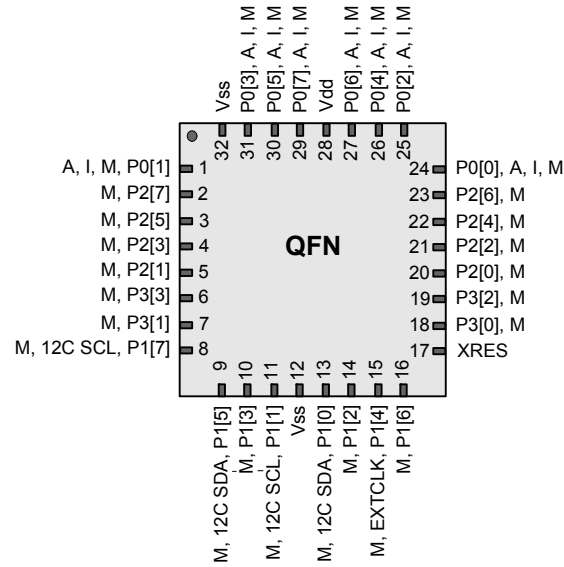 Vss
P0[3], A, I, M
P0[5], A, I, M
P0[7], A, I, M
Vdd
P0[6], A, I, M
P0[4], A, I, M
P0[2], A, I, M
32
31
30
29
28
27
26
25
A, I, M, P0[1]
1
24
P0[0], A, I, M
M, P2[7]
2
23
P2[6], M
M, P2[5]
3
22
P2[4], M
M, P2[3]
4
QFN
21
P2[2], M
M, P2[1]
5
20
P2[0], M
M, P3[3]
6
19
P3[2], M
M, P3[1]
7
18
P3[0], M
M, 12C SCL, P1[7]
8
17
XRES
9
10
11
12
13
14
15
16
M, 12C SDA, P1[5]
M, P1[3]
M, 12C SCL, P1[1]
Vss
M, 12C SDA, P1[0]
M, P1[2]
M, EXTCLK, P1[4]
M, P1[6]